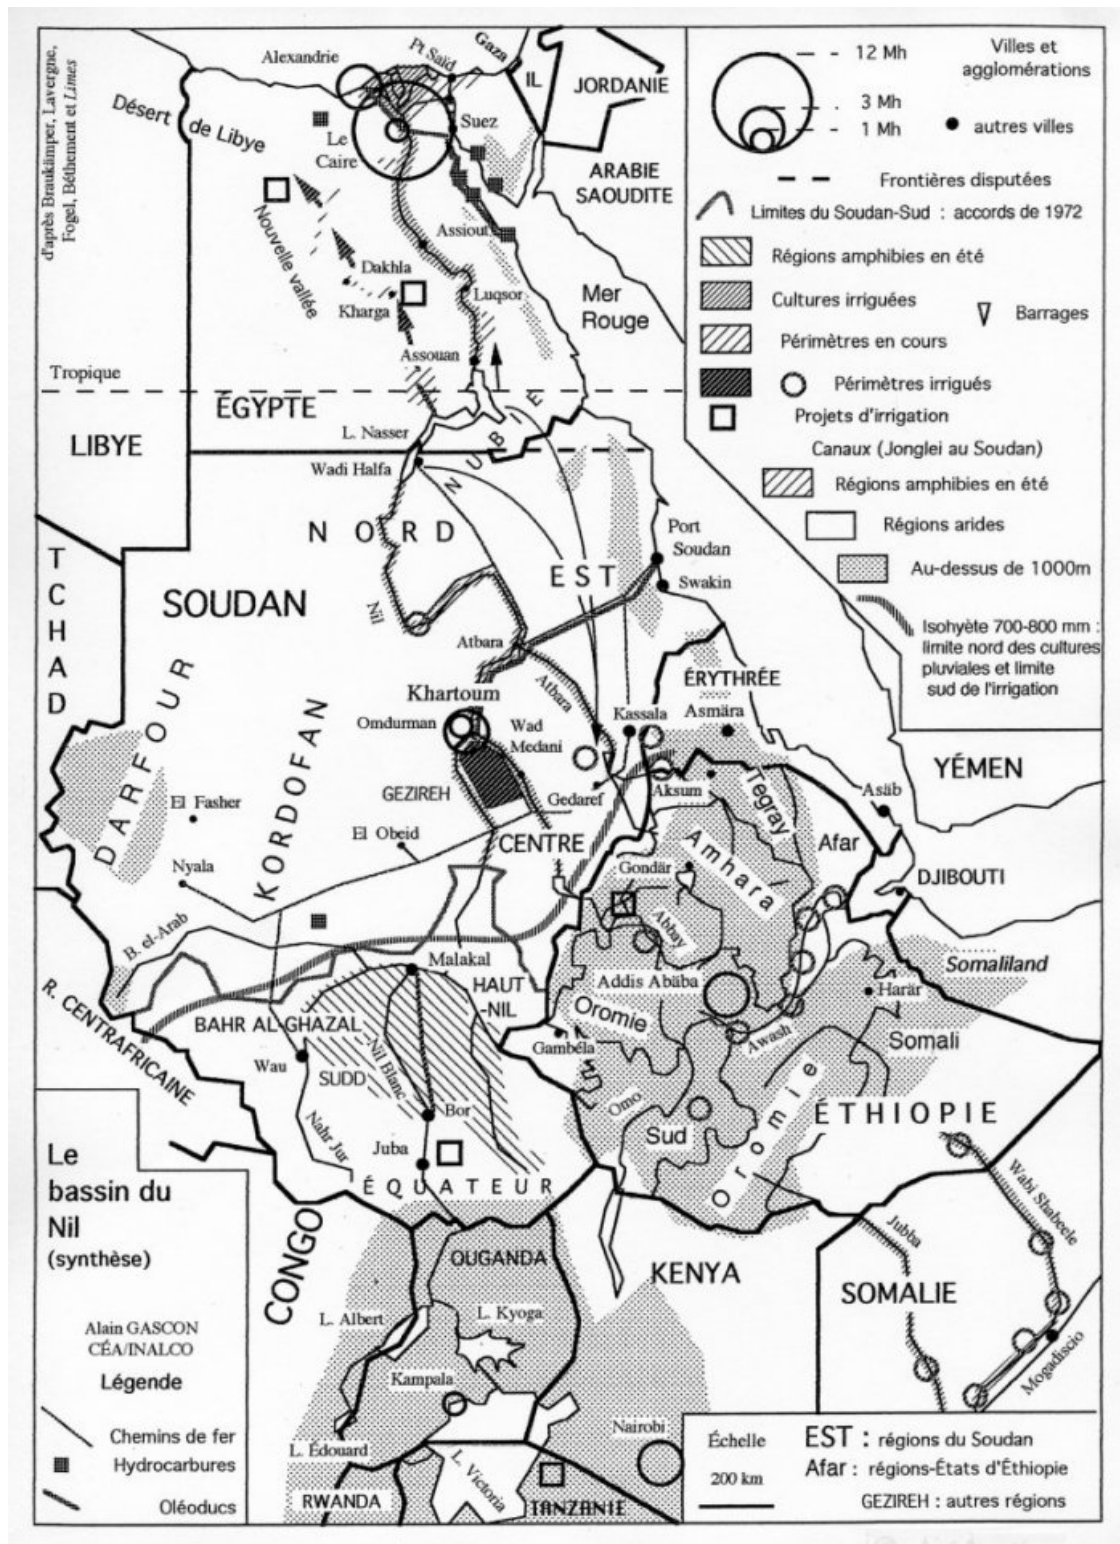 d'après Braukämper, Lavergne,
Fogel, Béthement et Limes
Alexandrie
Pt Saïd
Gaza
IL
JORDANIE
Désert de Libye
Le
Caire
Suez
ARABIE
SAOUDITE
Nouvelle vallée
Assiout
Dakhla
Kharga
Luqsor
Mer
Rouge
Assouan
Tropique
ÉGYPTE
LIBYE
L. Nasser
Wadi Halfa
NUBIE
12 Mh
3 Mh
1 Mh
Villes et
agglomérations
autres villes
Frontières disputées
Limites du Soudan-Sud : accords de 1972
Régions amphibies en été
Cultures irriguées
Barrages
Périmètres en cours
Périmètres irrigués
Projets d'irrigation
Canaux (Jonglei au Soudan)
Régions amphibies en été
Régions arides
Au-dessus de 1000m
Isohyète 700-800 mm :
limite nord des cultures
pluviales et limite
sud de l'irrigation
TCHAD
NORD
EST
Port
Soudan
Swakin
SOUDAN
Nil
Atbara
Atbara
ÉRYTHRÉE
Khartoum
Omdurman
Wad
Medani
Kassala
Asmära
DARFOUR
KORDOFAN
GEZIREH
Gedaref
Aksum
Tegray
YÉMEN
Asäb
El Fasher
El Obeid
CENTRE
Amhara
Afar
Nyala
Gondär
DJIBOUTI
B. el-Arab
Abbay
Malakal
HAUT
-NIL
Addis Abäba
Somaliland
Harär
R. CENTRAFRICAINE
BAHR AL-GHAZAL
Oromie
Gambéla
Awash
Somali
Wau
SUDD
Nil Blanc
Omo
Bor
Sud
Oromie
ÉTHIOPIE
Nahr Jur
Juba
ÉQUATEUR
Wabi Shabeele
Jubba
Le
bassin du
Nil
(synthèse)
CONGO
OUGANDA
KENYA
SOMALIE
L. Albert
L. Kyoga
Mogadiscio
Alain GASCON
CÉA/INALCO
Légende
Kampala
Chemins de fer
Hydrocarbures
Oléoducs
L. Édouard
Nairobi
RWANDA
L. Victoria
TANZANIE
Échelle
200 km
EST : régions du Soudan
Afar : régions-États d'Éthiopie
GEZIREH : autres régions